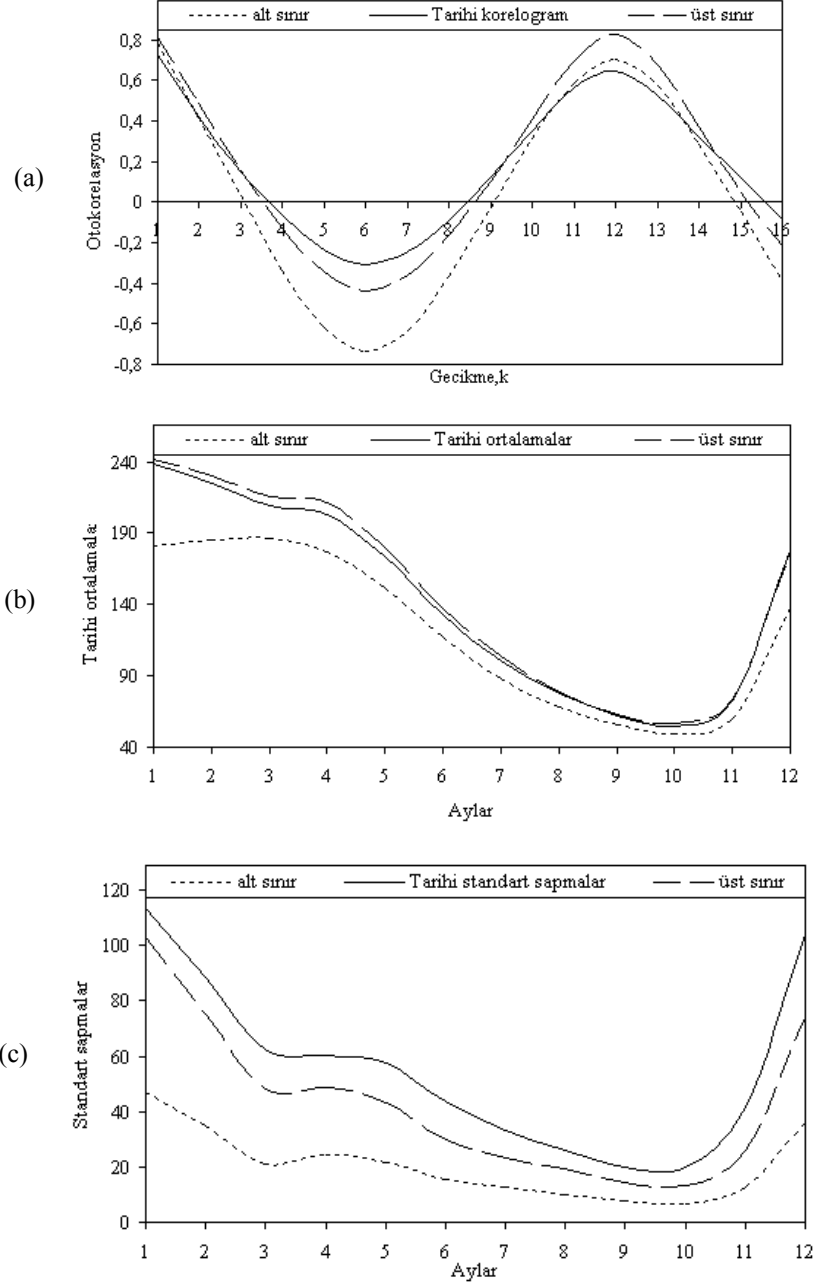 alt sınır Tarihi korelogram üst sınır
0,8
0,6
0,4
0,2
0
-0,2
-0,4
-0,6
-0,8
Otokorelasyon
(a)
1 2 3 4 5 6 7 8 9 10 11 12 13 14 15 16
Gecikme,k
alt sınır Tarihi ortalamalar üst sınır
240
190
140
90
40
Tarihi ortalamala
(b)
1 2 3 4 5 6 7 8 9 10 11 12
Aylar
alt sınır Tarihi standart sapmalar üst sınır
120
100
80
60
40
20
0
Standart sapmalar
(c)
1 2 3 4 5 6 7 8 9 10 11 12
Aylar